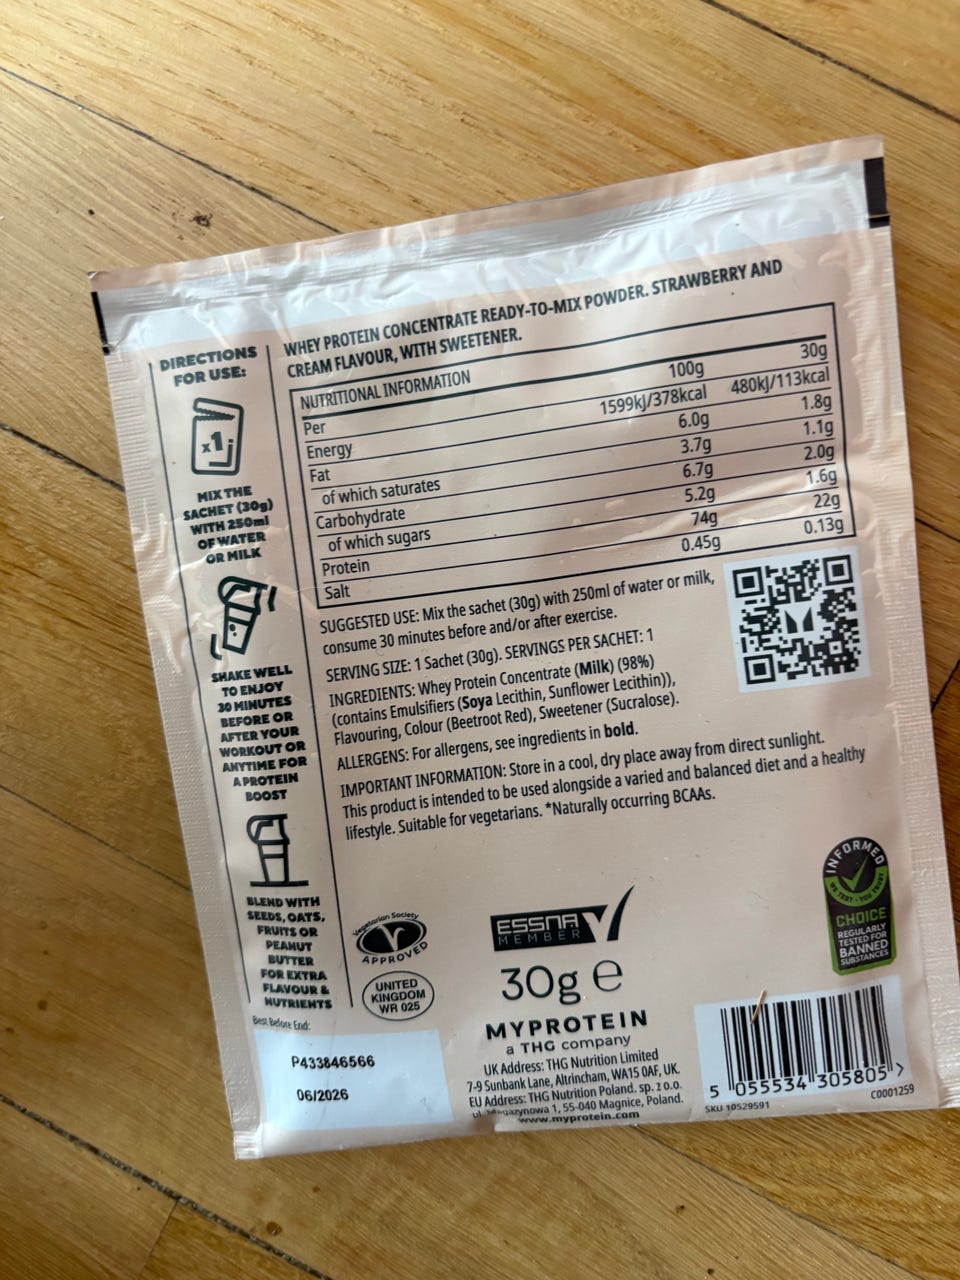 DIRECTIONS
FOR USE:
x1
MIX THE
SACHET (30g)
WITH 250ml
OF WATER
OR MILK
SHAKE WELL
TO ENJOY
30 MINUTES
BEFORE OR
AFTER YOUR
WORKOUT OR
ANYTIME FOR
A PROTEIN
BOOST
BLEND WITH
SEEDS, OATS,
FRUITS OR
PEANUT
BUTTER
FOR EXTRA
FLAVOUR &
NUTRIENTS
WHEY PROTEIN CONCENTRATE READY-TO-MIX POWDER. STRAWBERRY AND
CREAM FLAVOUR, WITH SWEETENER.
NUTRITIONAL INFORMATION
Per 100g 30g
Energy 1599kJ/378kcal 480kJ/113kcal
Fat 6.0g 1.8g
of which saturates 3.7g 1.1g
Carbohydrate 6.7g 2.0g
of which sugars 5.2g 1.6g
Protein 74g 22g
Salt 0.45g 0.13g
SUGGESTED USE: Mix the sachet (30g) with 250ml of water or milk,
consume 30 minutes before and/or after exercise.
SERVING SIZE: 1 Sachet (30g). SERVINGS PER SACHET: 1
INGREDIENTS: Whey Protein Concentrate (Milk) (98%)
(contains Emulsifiers (Soya Lecithin, Sunflower Lecithin)),
Flavouring, Colour (Beetroot Red), Sweetener (Sucralose).
ALLERGENS: For allergens, see ingredients in bold.
IMPORTANT INFORMATION: Store in a cool, dry place away from direct sunlight.
This product is intended to be used alongside a varied and balanced diet and a healthy
lifestyle. Suitable for vegetarians. *Naturally occurring BCAAs.
Vegetarian Society
APPROVED
UNITED
KINGDOM
WR 025
ESSNA
MEMBER
30g e
MYPROTEIN
a THG company
UK Address: THG Nutrition Limited
7-9 Sunbank Lane, Altrincham, WA15 0AF, UK.
EU Address: THG Nutrition Poland. sp. z o.o.
ul. Magazynowa 1, 55-040 Magnice, Poland.
www.myprotein.com
INFORMED
WE TEST - YOU TRUST
CHOICE
REGULARLY
TESTED FOR
BANNED
SUBSTANCES
Best Before End:
P433846566
06/2026
5 055534 305805 >
SKU 10529591
C0001259